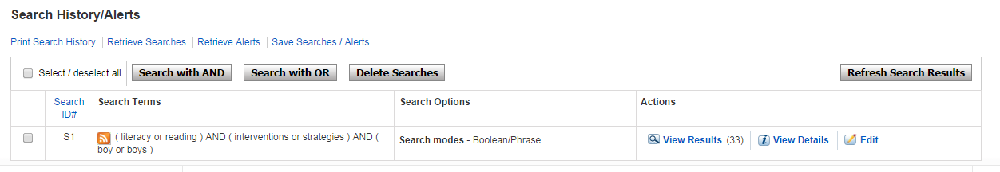 Search History/Alerts
Print Search History Retrieve Searches Retrieve Alerts Save Searches / Alerts
Select / deselect all Search with AND Search with OR Delete Searches Refresh Search Results
Search ID# Search Terms Search Options Actions
S1 ( literacy or reading ) AND ( interventions or strategies ) AND ( boy or boys ) Search modes - Boolean/Phrase View Results (33) View Details Edit